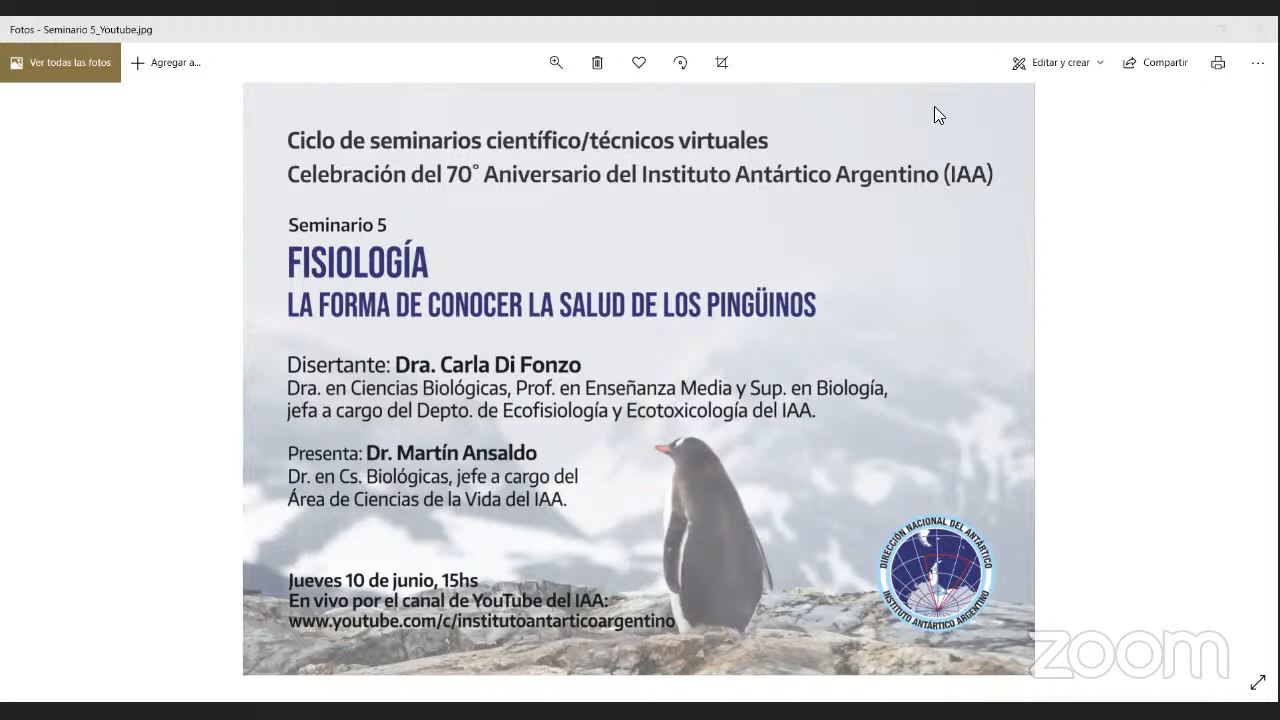 Fotos - Seminario 5_Youtube.jpg
Ver todas las fotos
Agregar a...
Editar y crear
Compartir
Ciclo de seminarios científico/técnicos virtuales
Celebración del 70° Aniversario del Instituto Antártico Argentino (IAA)
Seminario 5
FISIOLOGÍA
LA FORMA DE CONOCER LA SALUD DE LOS PINGÜINOS
Disertante: Dra. Carla Di Fonzo
Dra. en Ciencias Biológicas, Prof. en Enseñanza Media y Sup. en Biología,
jefa a cargo del Depto. de Ecofisiología y Ecotoxicología del IAA.
Presenta: Dr. Martín Ansaldo
Dr. en Cs. Biológicas, jefe a cargo del
Área de Ciencias de la Vida del IAA.
Jueves 10 de junio, 15hs
En vivo por el canal de YouTube del IAA:
www.youtube.com/c/institutoantarticoargentino
DIRECCIÓN NACIONAL DEL ANTÁRTICO
INSTITUTO ANTÁRTICO ARGENTINO
zoom